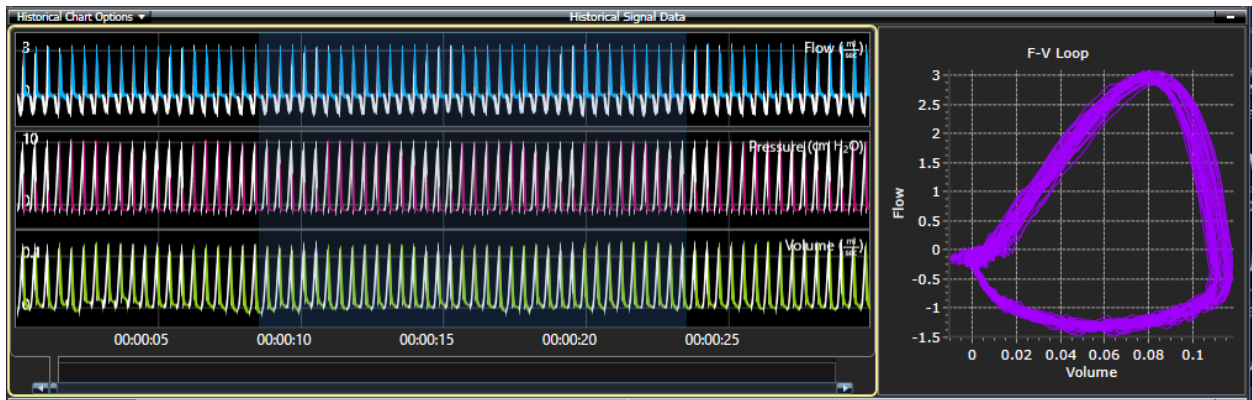 Historical Chart Options ▼
Historical Signal Data
3
0
Flow (ml/sec)
10
0
Pressure (cm H₂O)
0.1
0
Volume (ml/sec)
00:00:05 00:00:10 00:00:15 00:00:20 00:00:25
F-V Loop
3
2.5
2
1.5
1
0.5
0
-0.5
-1
-1.5
Flow
0 0.02 0.04 0.06 0.08 0.1
Volume